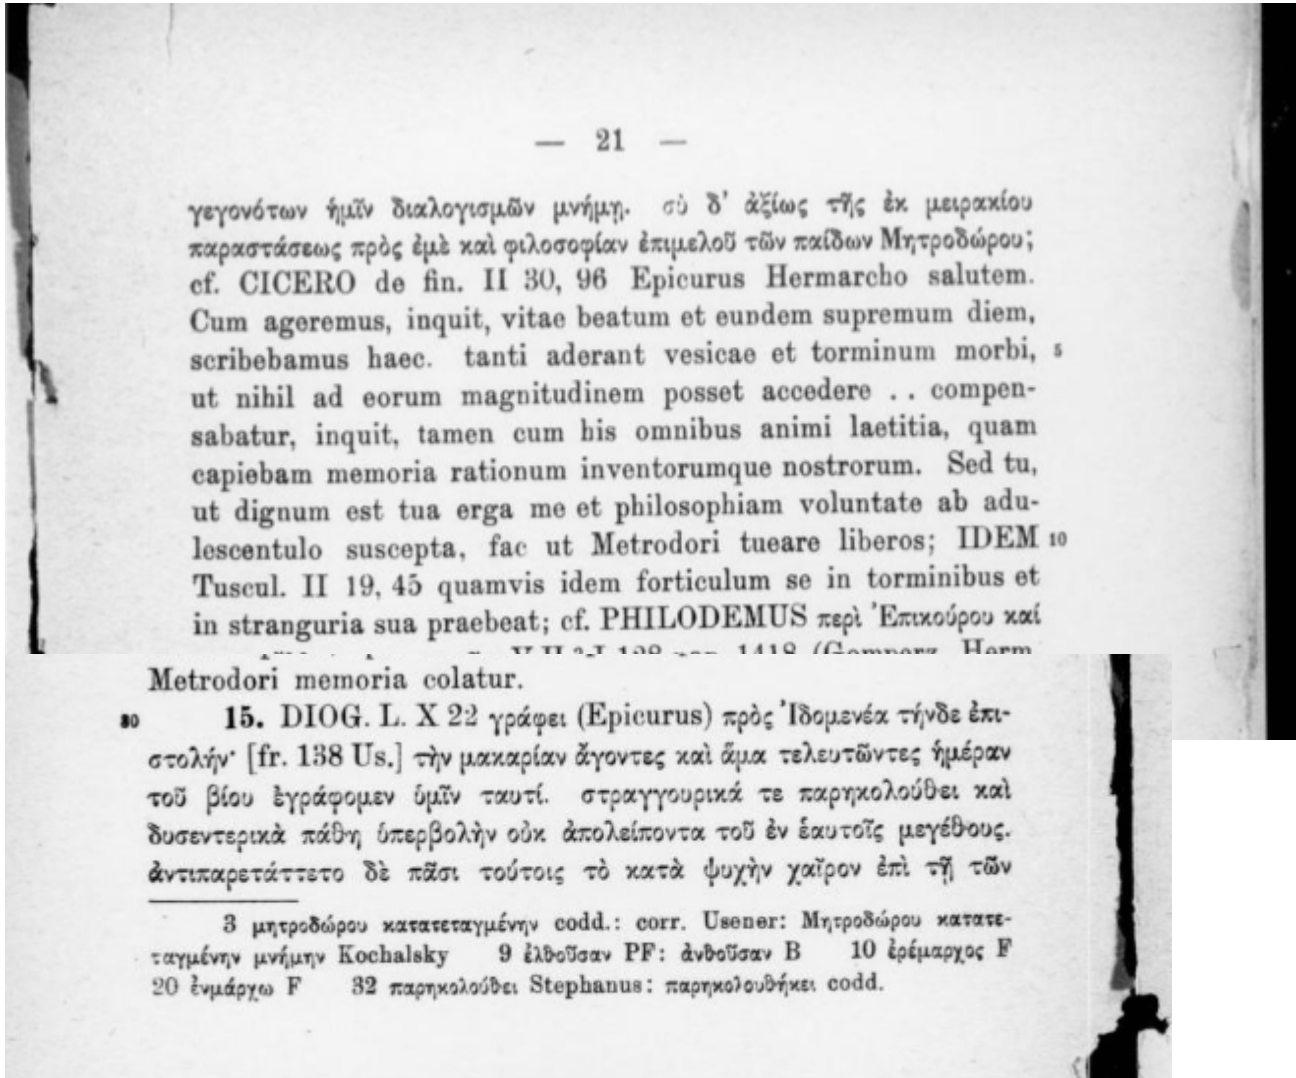 — 21 —
γεγονότων ἡμῖν διαλογισμῶν μνήμῃ. σὺ δ' ἀξίως τῆς ἐκ μειρακίου
παραστάσεως πρὸς ἐμὲ καὶ φιλοσοφίαν ἐπιμελοῦ τῶν παίδων Μητροδώρου;
cf. CICERO de fin. II 30, 96 Epicurus Hermarcho salutem.
Cum ageremus, inquit, vitae beatum et eundem supremum diem,
scribebamus haec. tanti aderant vesicae et torminum morbi, 5
ut nihil ad eorum magnitudinem posset accedere . . compen-
sabatur, inquit, tamen cum his omnibus animi laetitia, quam
capiebam memoria rationum inventorumque nostrorum. Sed tu,
ut dignum est tua erga me et philosophiam voluntate ab adu-
lescentulo suscepta, fac ut Metrodori tueare liberos; IDEM 10
Tuscul. II 19, 45 quamvis idem forticulum se in torminibus et
in stranguria sua praebeat; cf. PHILODEMUS περὶ Ἐπικούρου καί
1418 (Gomperz, Herm.
Metrodori memoria colatur.
30 15. DIOG. L. X 22 γράφει (Epicurus) πρὸς Ἰδομενέα τήνδε ἐπι-
στολήν· [fr. 138 Us.] τὴν μακαρίαν ἄγοντες καὶ ἅμα τελευτῶντες ἡμέραν
τοῦ βίου ἐγράφομεν ὑμῖν ταυτί. στραγγουρικά τε παρηκολούθει καὶ
δυσεντερικὰ πάθη ὑπερβολὴν οὐκ ἀπολείποντα τοῦ ἐν ἑαυτοῖς μεγέθους.
ἀντιπαρετάττετο δὲ πᾶσι τούτοις τὸ κατὰ ψυχὴν χαῖρον ἐπὶ τῇ τῶν
3 μητροδώρου κατατεταγμένην codd.: corr. Usener: Μητροδώρου κατατε-
ταγμένην μνήμην Kochalsky 9 ἐλθοῦσαν PF: ἀνθοῦσαν B 10 ἐρέμαρχος F
20 ἐνμάρχω F 32 παρηκολούθει Stephanus: παρηκολουθήκει codd.